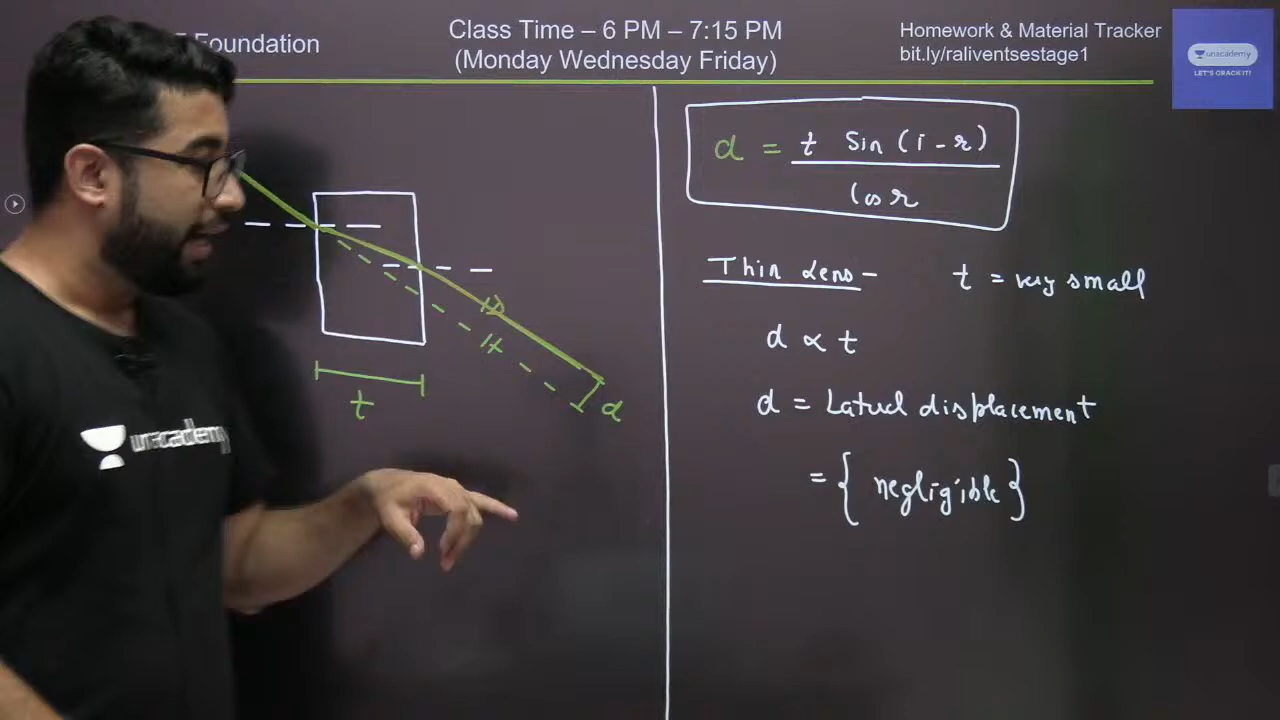 Foundation
Class Time – 6 PM – 7:15 PM
(Monday Wednesday Friday)
Homework & Material Tracker
bit.ly/raliventsestage1
unacademy
LET'S CRACK IT!
d = t Sin (i - r)
Cos r
Thin Lens - t = very small
d ∝ t
d = displacement
= { negligible }
t
d
unacademy